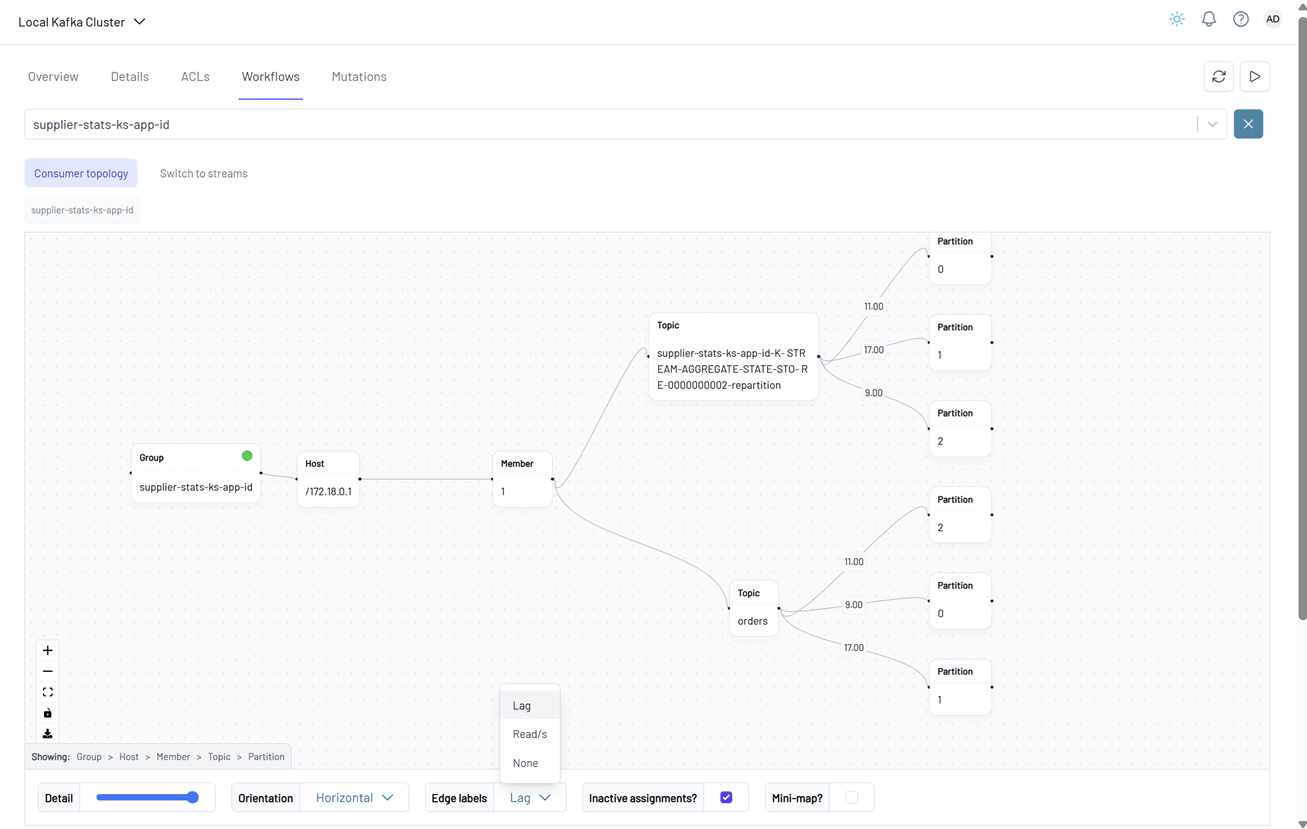 Local Kafka Cluster
AD
Overview Details ACLs Workflows Mutations
supplier-stats-ks-app-id
Consumer topology Switch to streams
supplier-stats-ks-app-id
Group
supplier-stats-ks-app-id
Host
/172.18.0.1
Member
1
Topic
supplier-stats-ks-app-id-K- STR
EAM-AGGREGATE-STATE-STO- R
E-0000000002-repartition
11.00
17.00
9.00
Partition
0
Partition
1
Partition
2
Topic
orders
11.00
9.00
17.00
Partition
2
Partition
0
Partition
1
Lag
Read/s
None
Showing: Group > Host > Member > Topic > Partition
Detail Orientation Horizontal Edge labels Lag Inactive assignments? Mini-map?